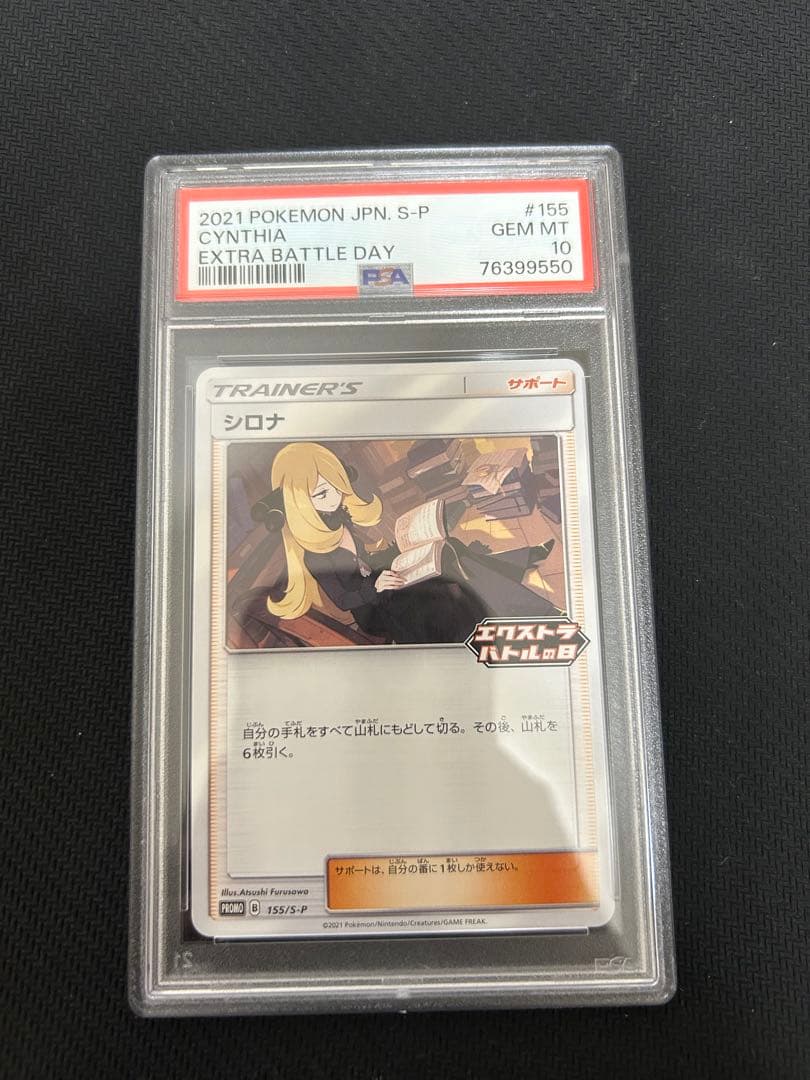 2021 POKEMON JPN. S-P #155
CYNTHIA GEM MT
EXTRA BATTLE DAY 10
PSA 76399550
TRAINER'S サポート
シロナ
エクストラ
バトルの日
自分の手札をすべて山札にもどして切る。その後、山札を
6枚引く。
サポートは、自分の番に1枚しか使えない。
Illus.Atsushi Furusawa
PROMO B 155/S-P
©2021 Pokémon/Nintendo/Creatures/GAME FREAK.